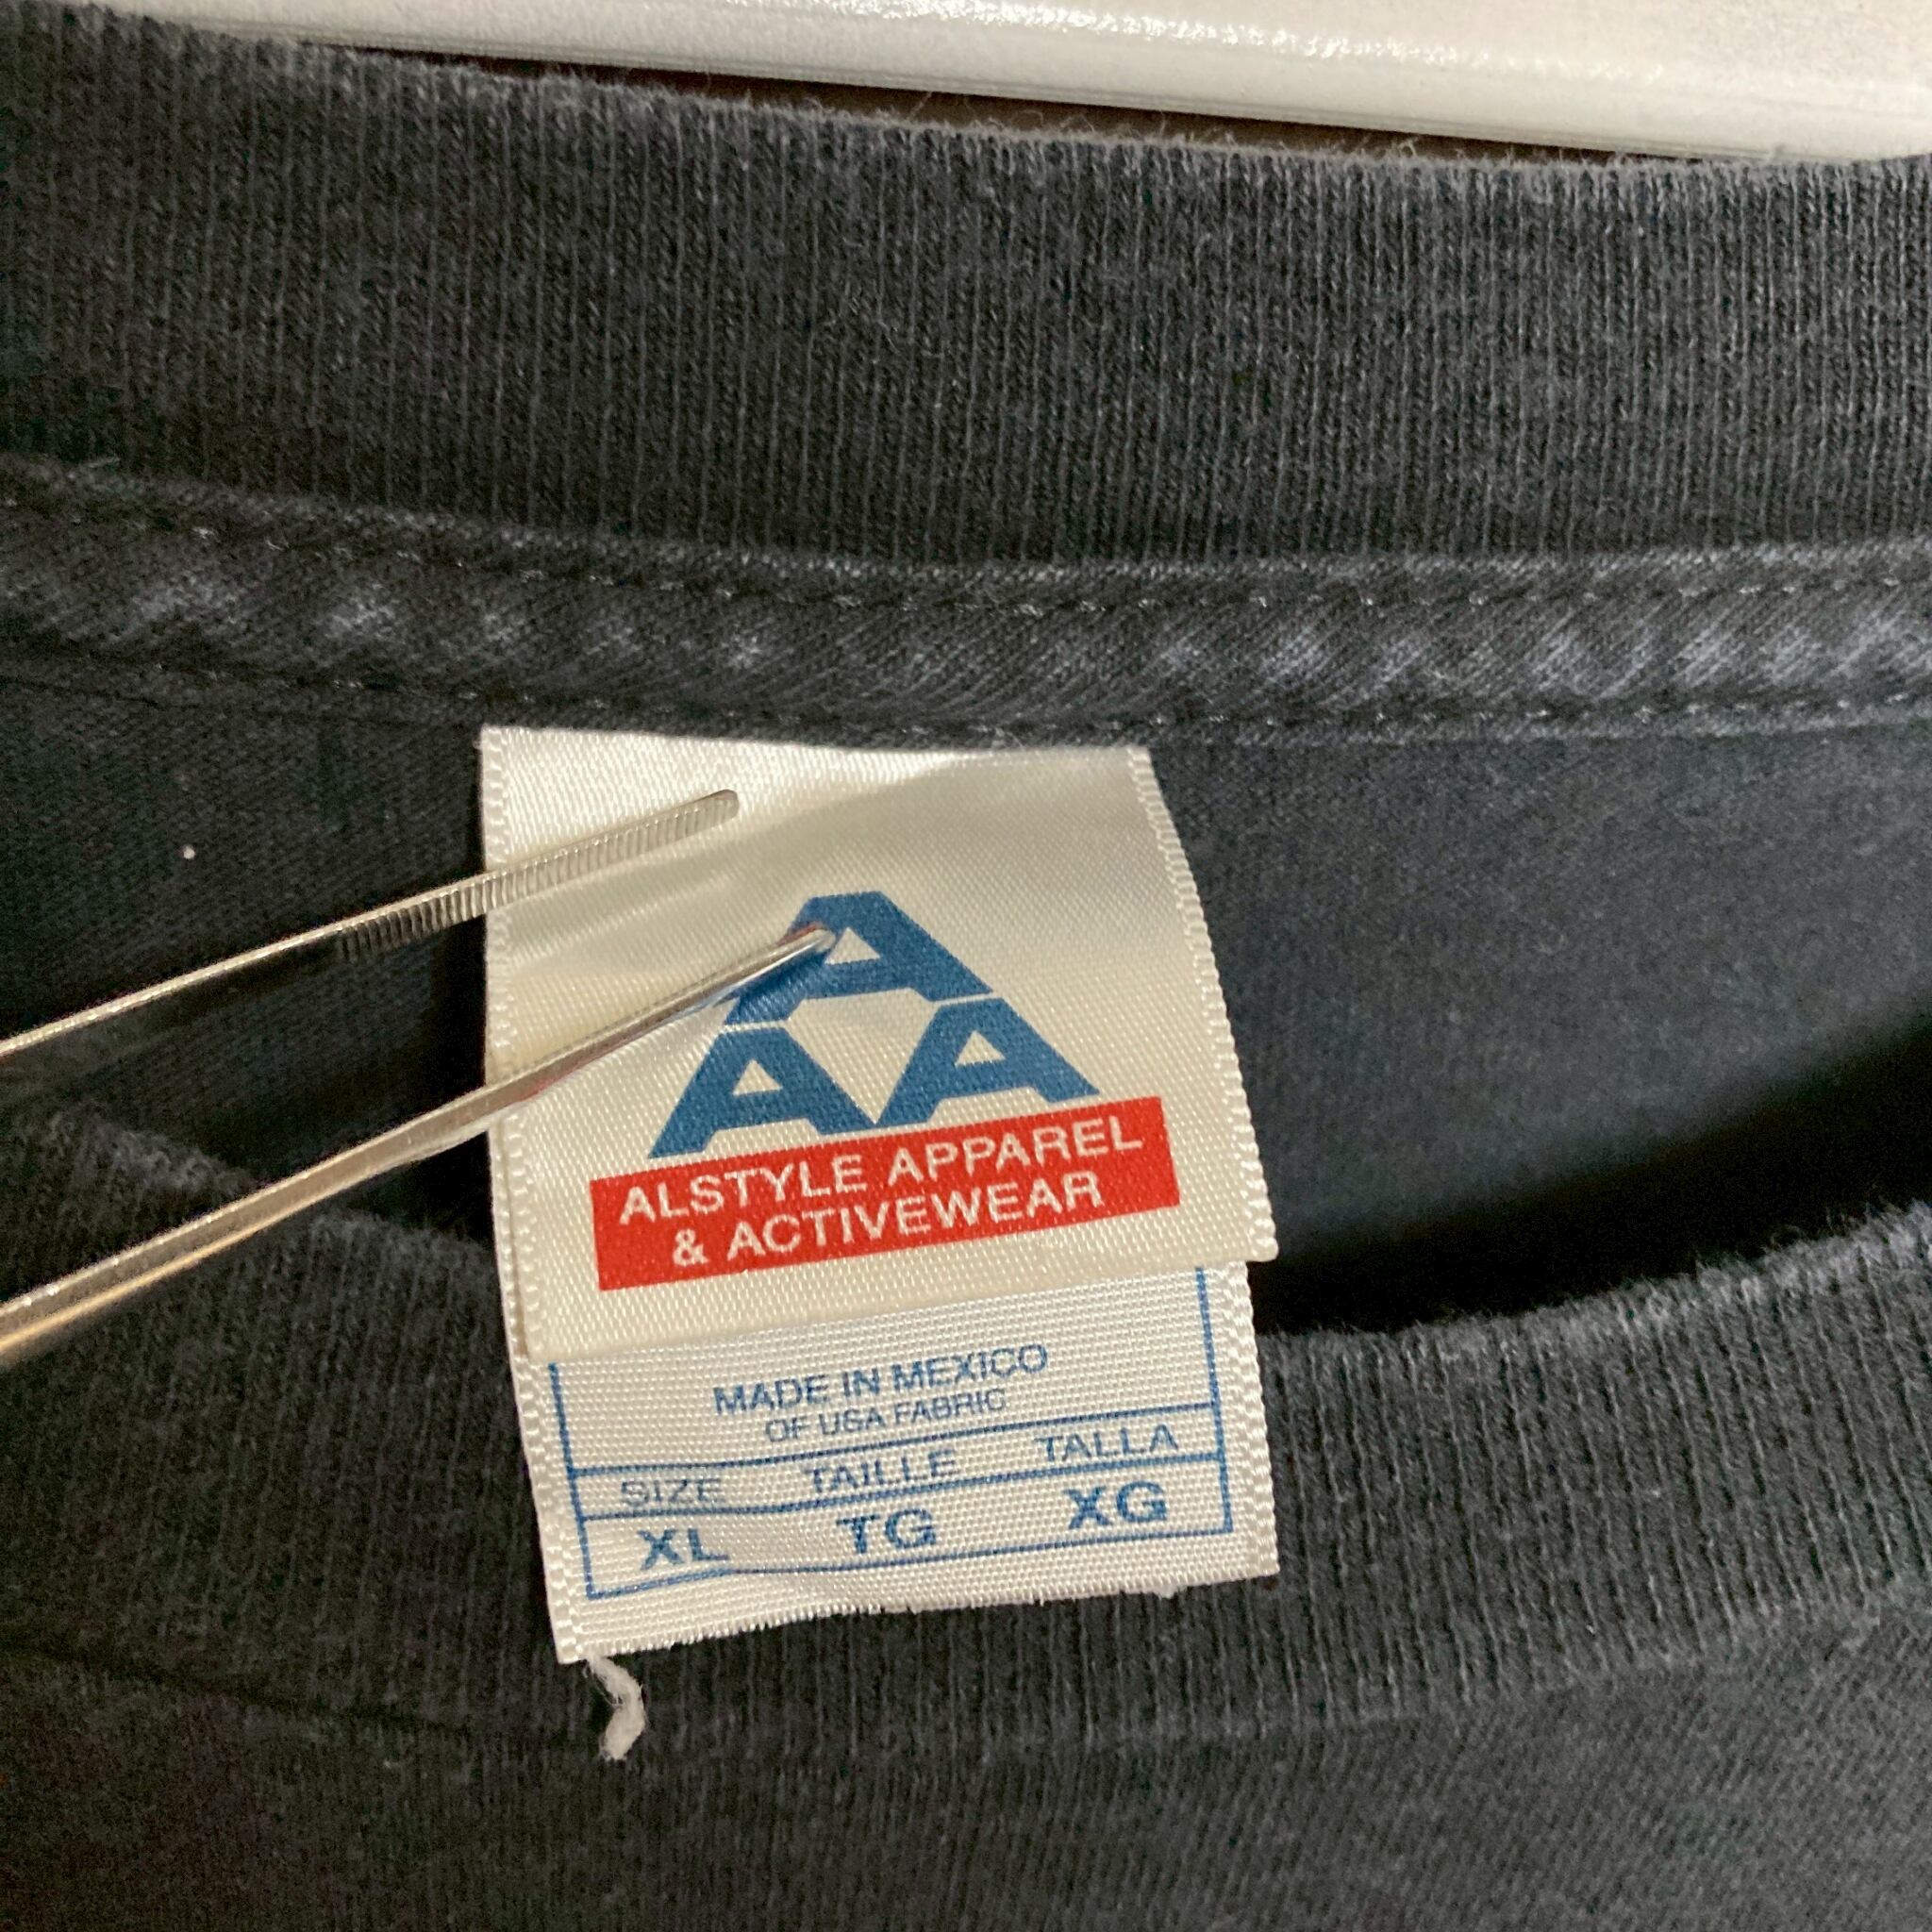 A
AA
ALSTYLE APPAREL
& ACTIVEWEAR
MADE IN MEXICO
OF USA FABRIC
SIZE TAILLE TALLA
XL TG XG